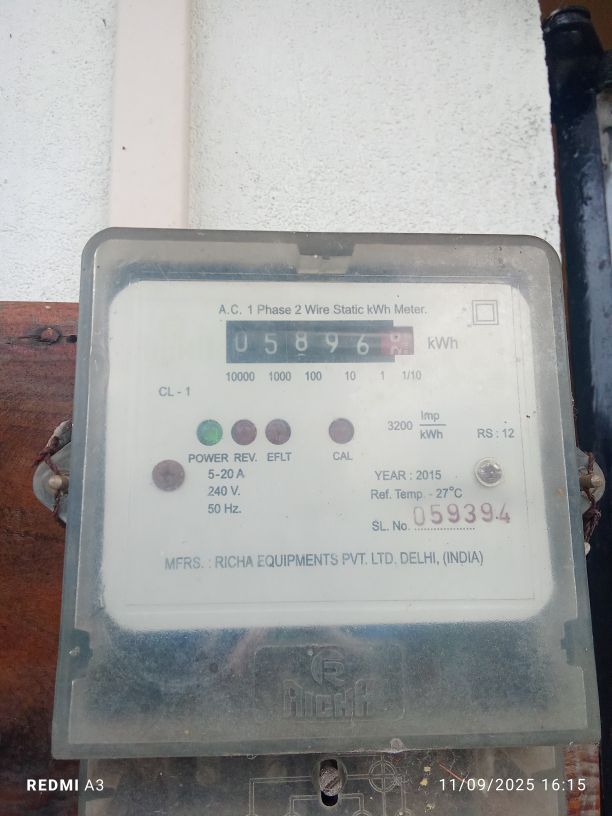 A.C. 1 Phase 2 Wire Static kWh Meter.
05896 kWh
10000 1000 100 10 1 1/10
CL - 1
3200 Imp/kWh RS : 12
POWER REV. EFLT CAL
5-20 A
240 V.
50 Hz.
YEAR : 2015
Ref. Temp. - 27°C
SL. No. 059394
MFRS. : RICHA EQUIPMENTS PVT. LTD. DELHI, (INDIA)
RICHA
REDMI A3 11/09/2025 16:15